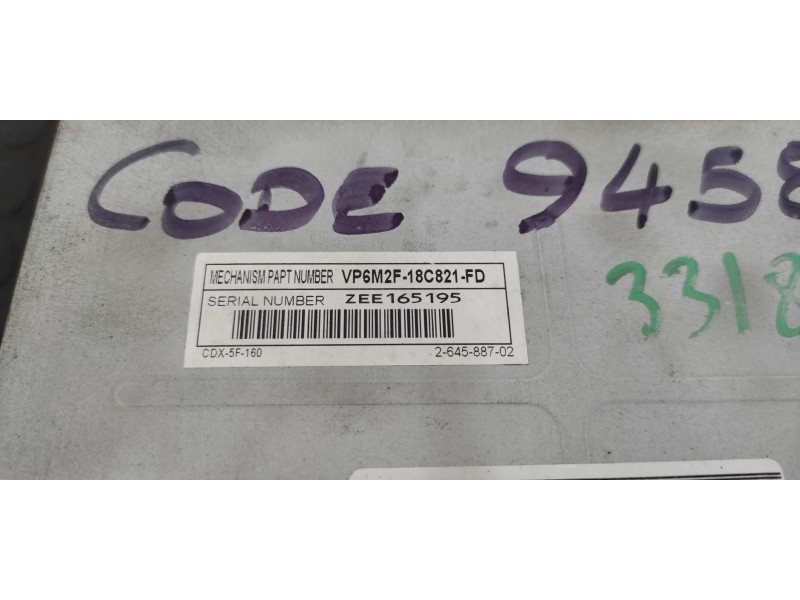 CODE 9458
3318
MECHANISM PAPT NUMBER VP6M2F-18C821-FD
SERIAL NUMBER ZEE165195
CDX-5F-160 2-645-887-02